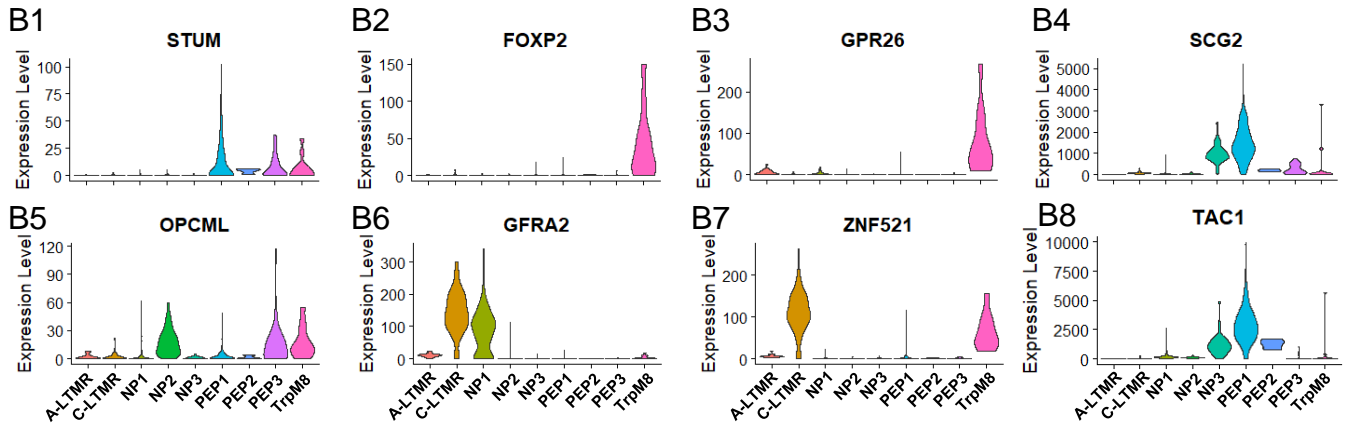 B1
STUM
Expression Level
100
75
50
25
0
B2
FOXP2
Expression Level
150
100
50
0
B3
GPR26
Expression Level
200
100
0
B4
SCG2
Expression Level
5000
4000
3000
2000
1000
0
B5
OPCML
Expression Level
120
90
60
30
0
A-LTMR
C-LTMR
NP1
NP2
NP3
PEP1
PEP2
PEP3
TrpM8
B6
GFRA2
Expression Level
300
200
100
0
A-LTMR
C-LTMR
NP1
NP2
NP3
PEP1
PEP2
PEP3
TrpM8
B7
ZNF521
Expression Level
200
100
0
A-LTMR
C-LTMR
NP1
NP2
NP3
PEP1
PEP2
PEP3
TrpM8
B8
TAC1
Expression Level
10000
7500
5000
2500
0
A-LTMR
C-LTMR
NP1
NP2
NP3
PEP1
PEP2
PEP3
TrpM8